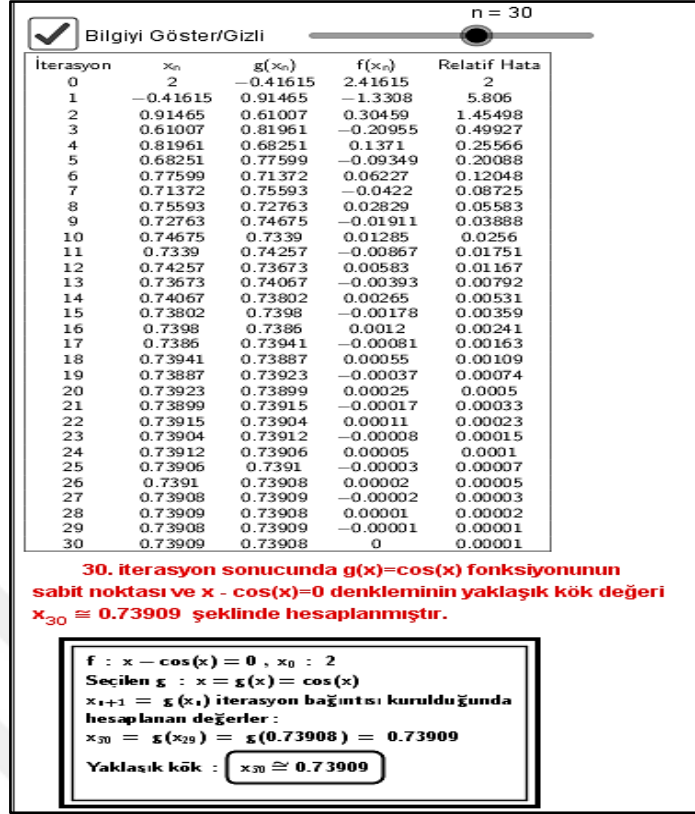 n = 30
Bilgiyi Göster/Gizli
İterasyon xₙ g(xₙ) f(xₙ) Relatif Hata
0 2 −0.41615 2.41615 2
1 −0.41615 0.91465 −1.3308 5.806
2 0.91465 0.61007 0.30459 1.45498
3 0.61007 0.81961 −0.20955 0.49927
4 0.81961 0.68251 0.1371 0.25566
5 0.68251 0.77599 −0.09349 0.20088
6 0.77599 0.71372 0.06227 0.12048
7 0.71372 0.75593 −0.0422 0.08725
8 0.75593 0.72763 0.02829 0.05583
9 0.72763 0.74675 −0.01911 0.03888
10 0.74675 0.7339 0.01285 0.0256
11 0.7339 0.74257 −0.00867 0.01751
12 0.74257 0.73673 0.00583 0.01167
13 0.73673 0.74067 −0.00393 0.00792
14 0.74067 0.73802 0.00265 0.00531
15 0.73802 0.7398 −0.00178 0.00359
16 0.7398 0.7386 0.0012 0.00241
17 0.7386 0.73941 −0.00081 0.00163
18 0.73941 0.73887 0.00055 0.00109
19 0.73887 0.73923 −0.00037 0.00074
20 0.73923 0.73899 0.00025 0.0005
21 0.73899 0.73915 −0.00017 0.00033
22 0.73915 0.73904 0.00011 0.00023
23 0.73904 0.73912 −0.00008 0.00015
24 0.73912 0.73906 0.00005 0.0001
25 0.73906 0.7391 −0.00003 0.00007
26 0.7391 0.73908 0.00002 0.00005
27 0.73908 0.73909 −0.00002 0.00003
28 0.73909 0.73908 0.00001 0.00002
29 0.73908 0.73909 −0.00001 0.00001
30 0.73909 0.73908 0 0.00001
30. iterasyon sonucunda g(x)=cos(x) fonksiyonunun
sabit noktası ve x - cos(x)=0 denkleminin yaklaşık kök değeri
x₃₀ ≅ 0.73909 şeklinde hesaplanmıştır.
f : x − cos(x) = 0 , x₀ : 2
Seçilen g : x = g(x) = cos(x)
xᵢ₊₁ = g(xᵢ) iterasyon bağıntısı kurulduğunda
hesaplanan değerler :
x₃₀ = g(x₂₉) = g(0.73908) = 0.73909
Yaklaşık kök : x₃₀ ≅ 0.73909